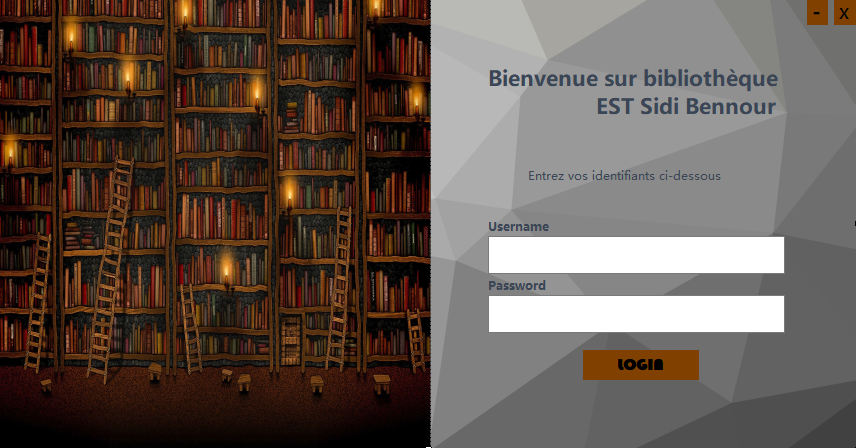 - X
Bienvenue sur bibliothèque
EST Sidi Bennour
Entrez vos identifiants ci-dessous
Username
Password
LOGIN